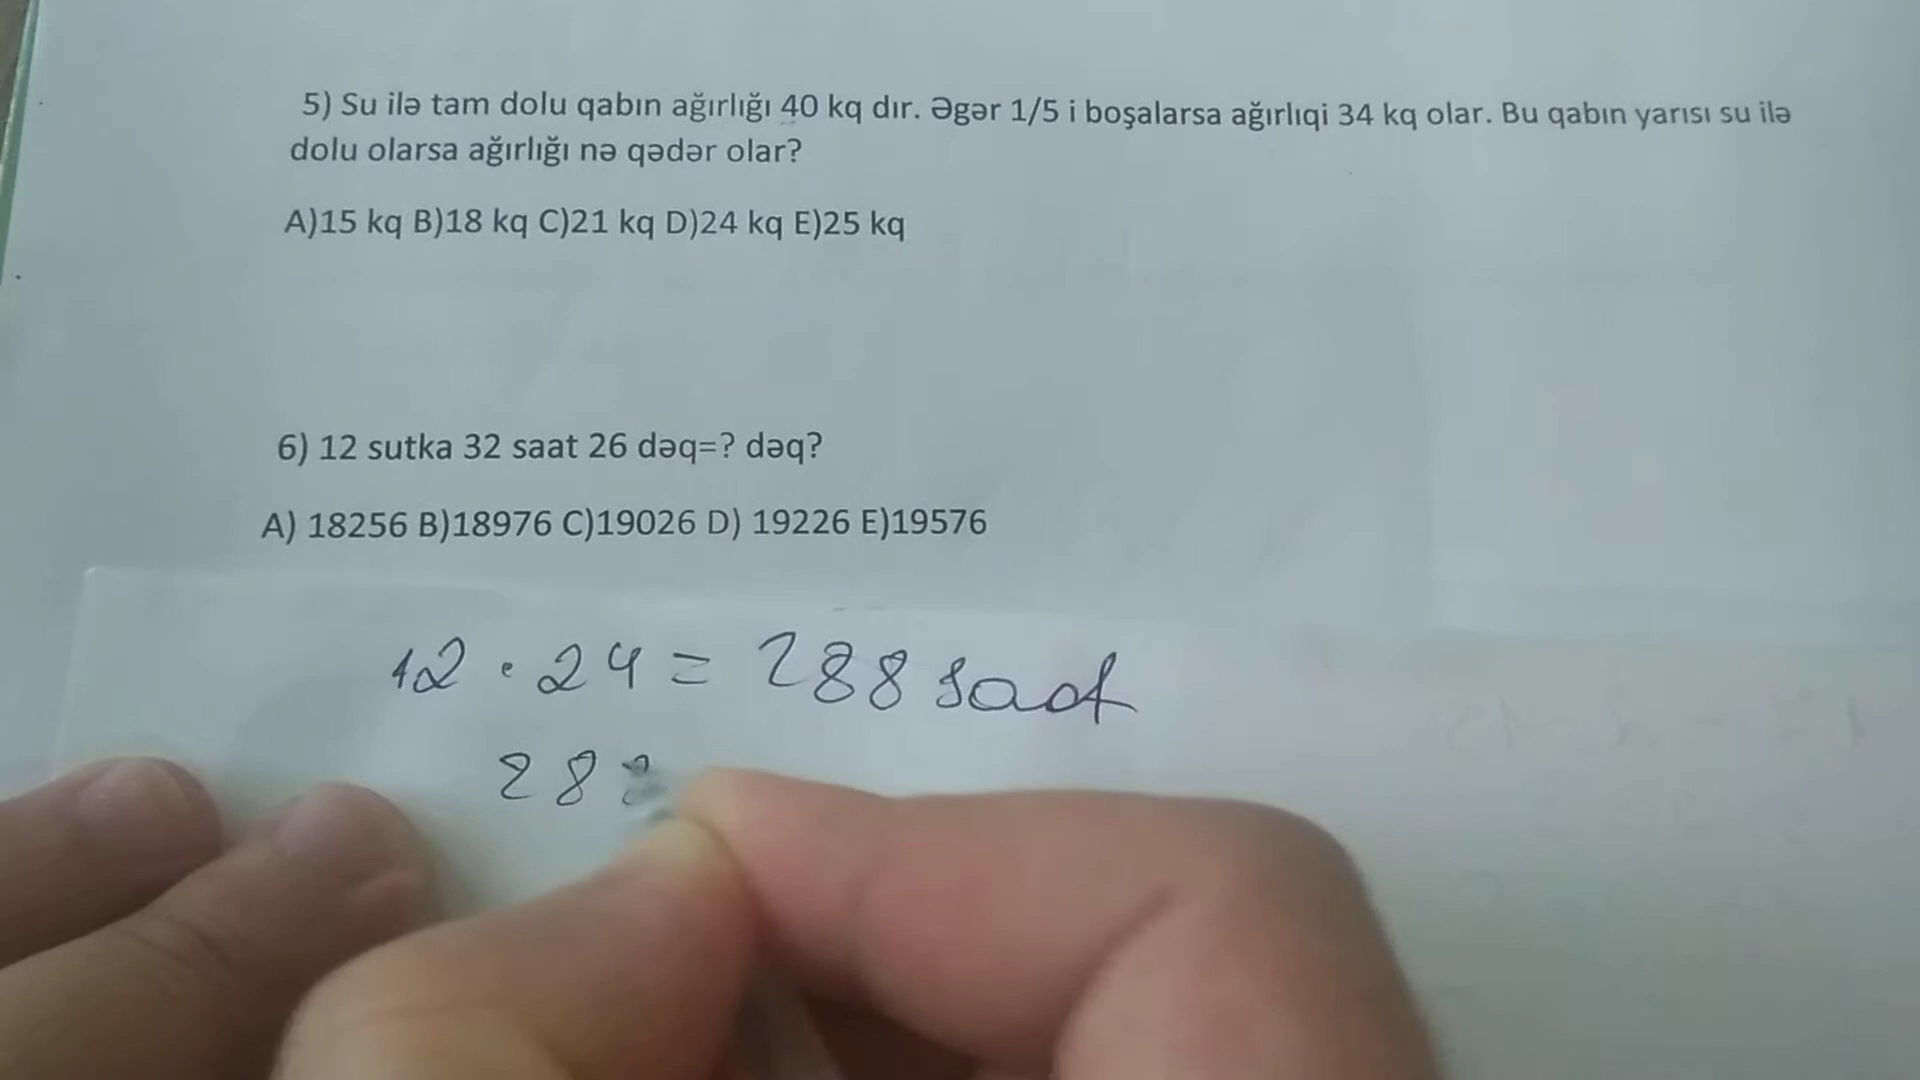 5) Su ilə tam dolu qabın ağırlığı 40 kq dır. Əgər 1/5 i boşalarsa ağırlıqi 34 kq olar. Bu qabın yarısı su ilə
dolu olarsa ağırlığı nə qədər olar?
A)15 kq B)18 kq C)21 kq D)24 kq E)25 kq
6) 12 sutka 32 saat 26 dəq=? dəq?
A) 18256 B)18976 C)19026 D) 19226 E)19576
12 · 24 = 288 saat
28